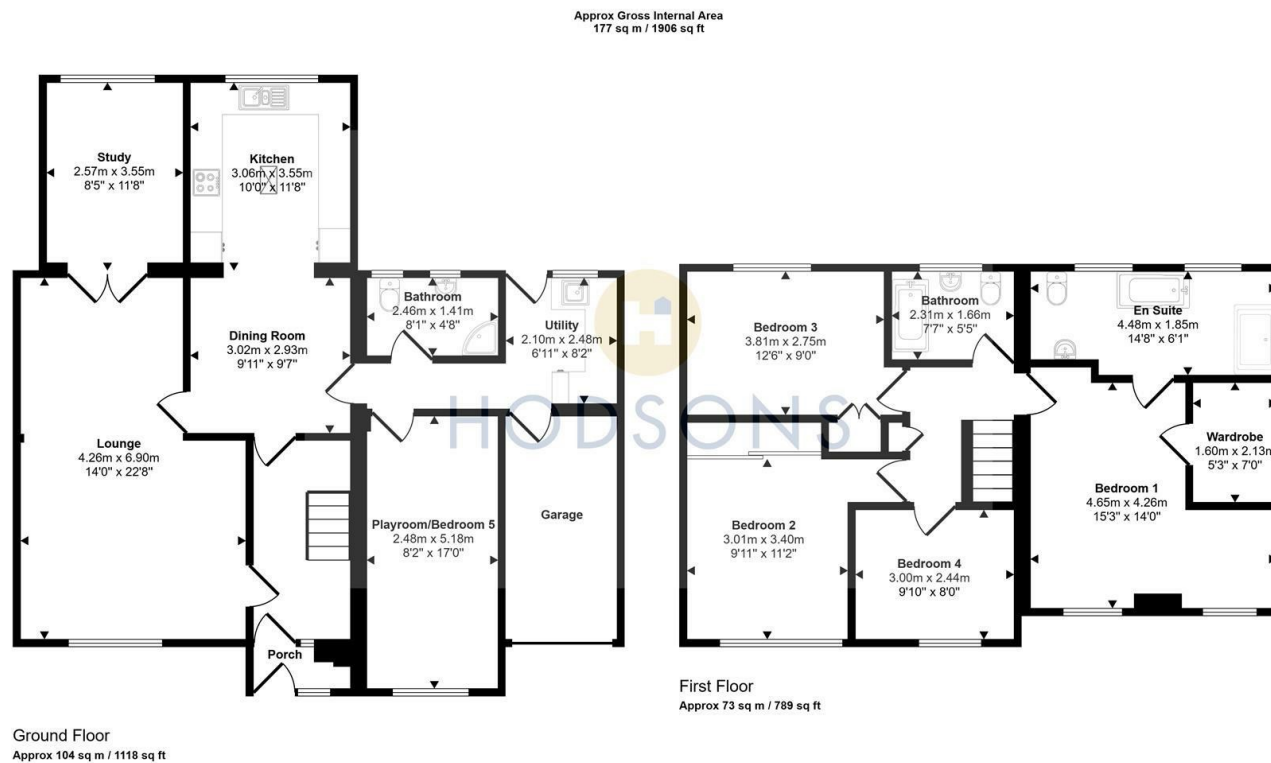 Approx Gross Internal Area
177 sq m / 1906 sq ft
Study
2.57m x 3.55m
8'5" x 11'8"
Kitchen
3.06m x 3.55m
10'0" x 11'8"
Bathroom
2.46m x 1.41m
8'1" x 4'8"
Utility
2.10m x 2.48m
6'11" x 8'2"
Dining Room
3.02m x 2.93m
9'11" x 9'7"
Lounge
4.26m x 6.90m
14'0" x 22'8"
Playroom/Bedroom 5
2.48m x 5.18m
8'2" x 17'0"
Garage
Porch
Ground Floor
Approx 104 sq m / 1118 sq ft
HODSONS
Bedroom 3
3.81m x 2.75m
12'6" x 9'0"
Bathroom
2.31m x 1.66m
7'7" x 5'5"
En Suite
4.48m x 1.85m
14'8" x 6'1"
Wardrobe
1.60m x 2.13m
5'3" x 7'0"
Bedroom 1
4.65m x 4.26m
15'3" x 14'0"
Bedroom 2
3.01m x 3.40m
9'11" x 11'2"
Bedroom 4
3.00m x 2.44m
9'10" x 8'0"
First Floor
Approx 73 sq m / 789 sq ft